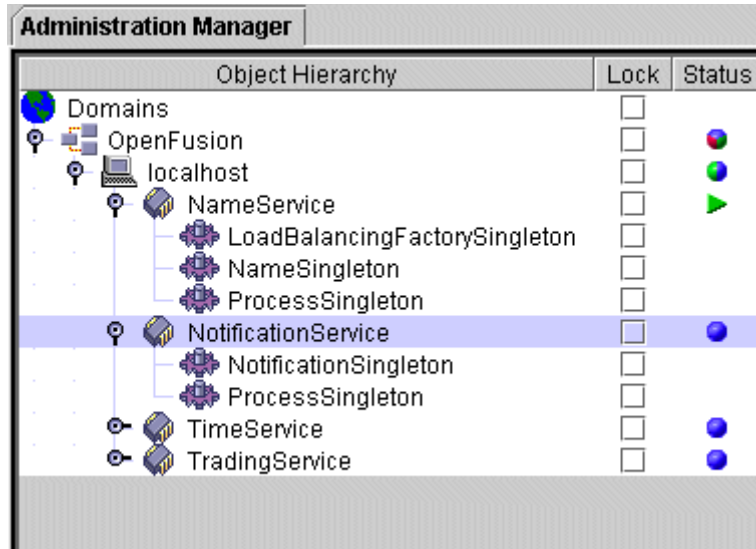 Administration Manager
Object Hierarchy Lock Status
Domains
OpenFusion
localhost
NameService
LoadBalancingFactorySingleton
NameSingleton
ProcessSingleton
NotificationService
NotificationSingleton
ProcessSingleton
TimeService
TradingService